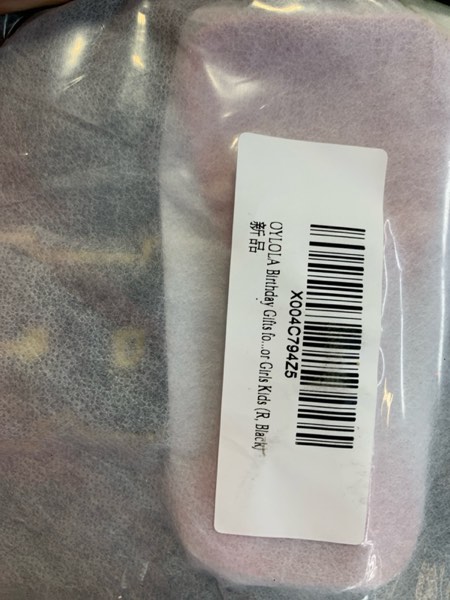 X004C794Z5
OYLOLA Birthday Gifts fo...or Girls Kids (R, Black)
新品